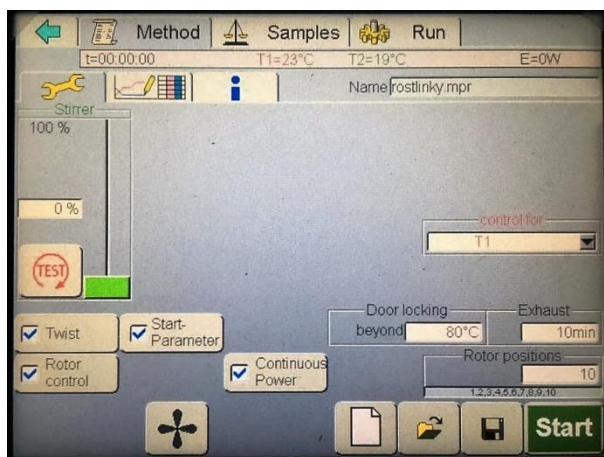 Method Samples Run
t=00:00:00 T1=23°C T2=19°C E=0W
Name rostlinky.mpr
Stirrer
100 %
0 %
control for
T1
TEST
Door locking Exhaust
Twist Start-Parameter beyond 80°C 10min
Rotor control Continuous Power Rotor positions
10
1,2,3,4,5,6,7,8,9,10
Start